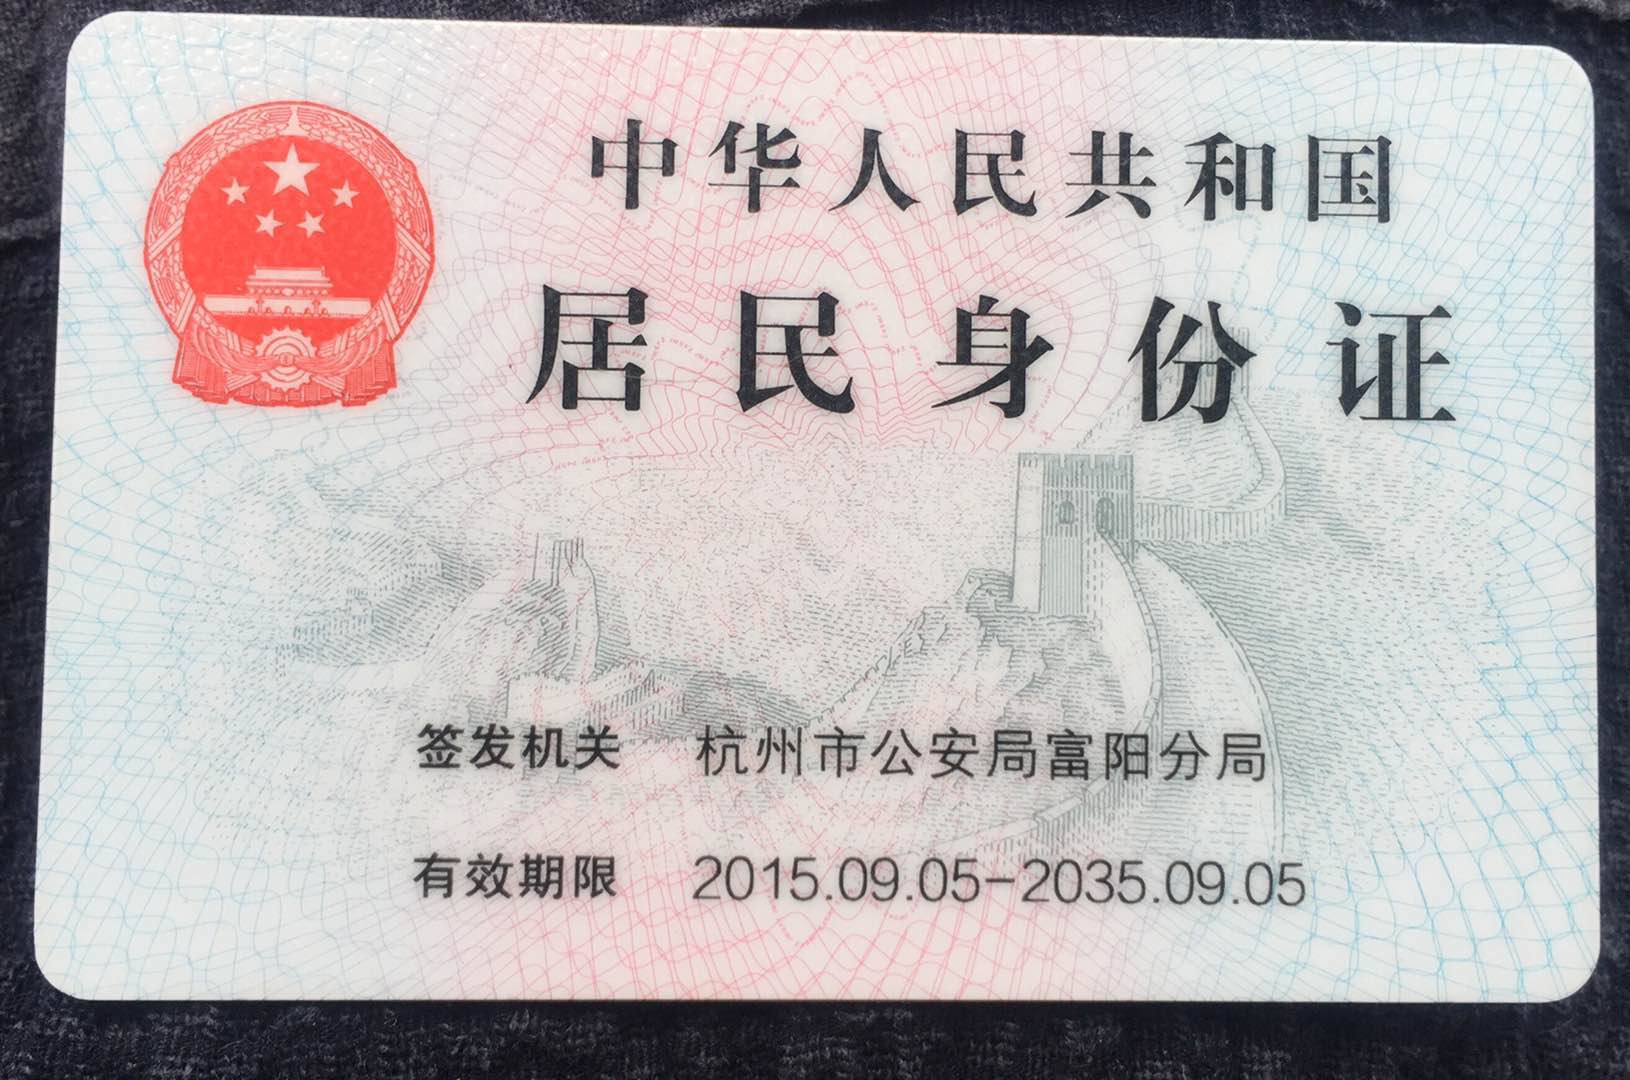 中华人民共和国
居民身份证
签发机关 杭州市公安局富阳分局
有效期限 2015.09.05-2035.09.05